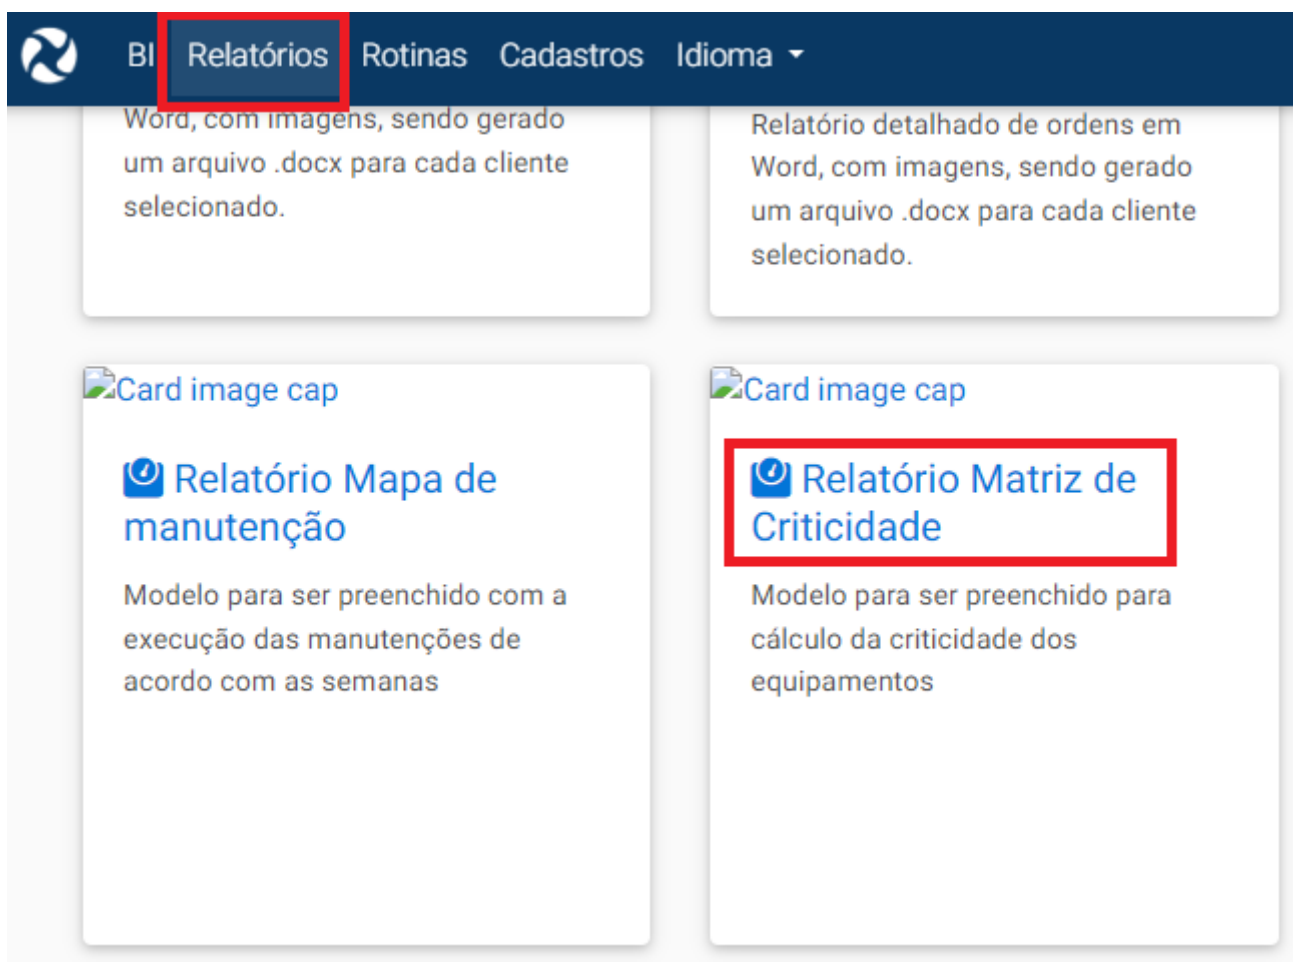 BI Relatórios Rotinas Cadastros Idioma
Word, com imagens, sendo gerado
um arquivo .docx para cada cliente
selecionado.
Relatório detalhado de ordens em
Word, com imagens, sendo gerado
um arquivo .docx para cada cliente
selecionado.
Card image cap
Relatório Mapa de
manutenção
Modelo para ser preenchido com a
execução das manutenções de
acordo com as semanas
Card image cap
Relatório Matriz de
Criticidade
Modelo para ser preenchido para
cálculo da criticidade dos
equipamentos